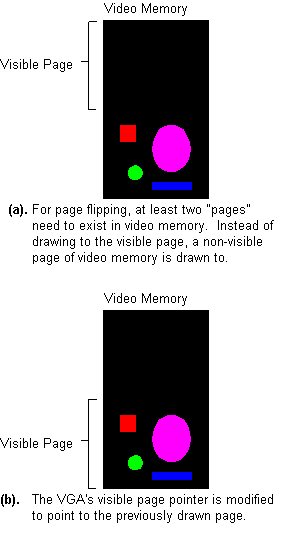 Video Memory
Visible Page
(a). For page flipping, at least two "pages"
need to exist in video memory.  Instead of
drawing to the visible page, a non-visible
page of video memory is drawn to.
Video Memory
Visible Page
(b). The VGA's visible page pointer is modified
to point to the previously drawn page.